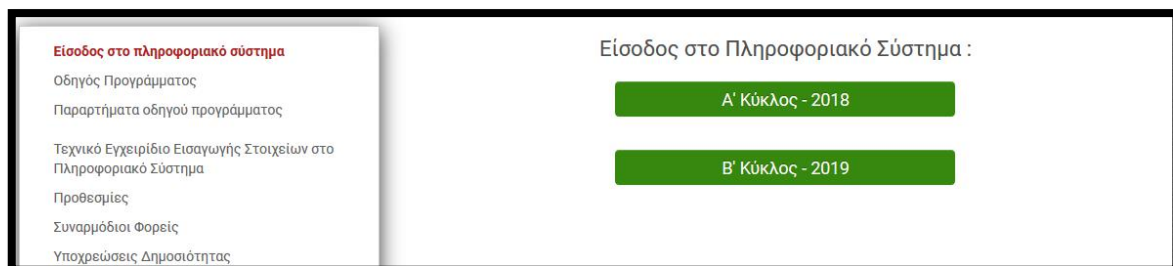 Είσοδος στο πληροφοριακό σύστημα
Οδηγός Προγράμματος
Παραρτήματα οδηγού προγράμματος
Τεχνικό Εγχειρίδιο Εισαγωγής Στοιχείων στο
Πληροφοριακό Σύστημα
Προθεσμίες
Συναρμόδιοι Φορείς
Υποχρεώσεις Δημοσιότητας
Είσοδος στο Πληροφοριακό Σύστημα :
Α' Κύκλος - 2018
Β' Κύκλος - 2019